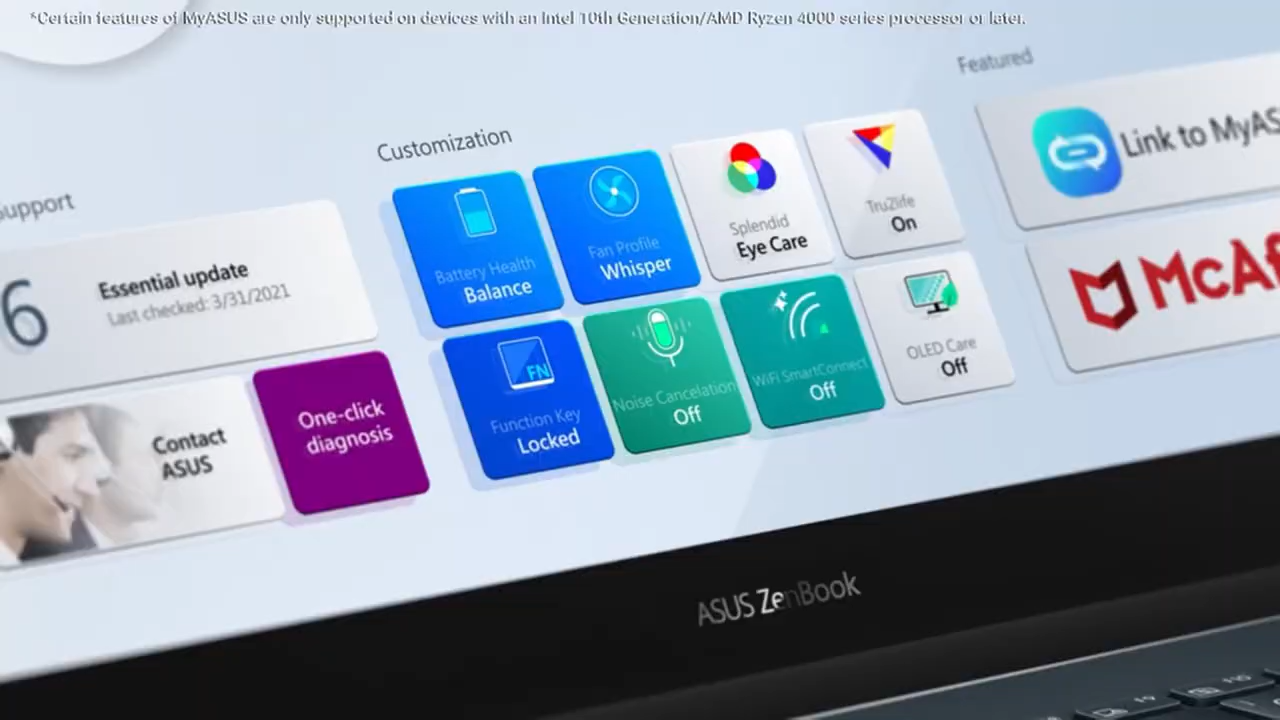 *Certain features of MyASUS are only supported on devices with an Intel 10th Generation/AMD Ryzen 4000 series processor or later.
Support
6
Essential update
Last checked: 3/31/2021
Contact
ASUS
One-click
diagnosis
Customization
Battery Health
Balance
Fan Profile
Whisper
Splendid
Eye Care
Tru2life
On
Function Key
FN
Locked
Noise Cancelation
Off
WiFi SmartConnect
Off
OLED Care
Off
Featured
Link to MyAS
McAf
ASUS ZenBook
F9
F10